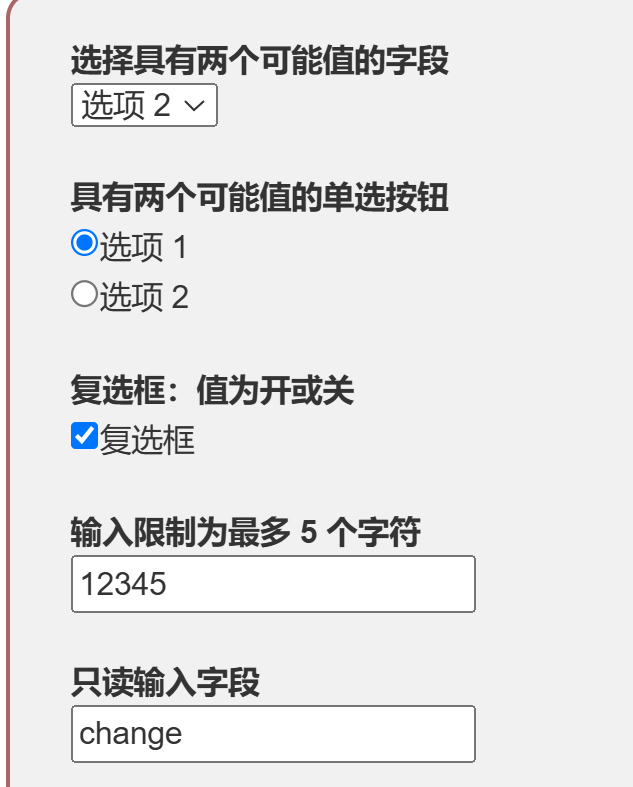 选择具有两个可能值的字段
选项 2
具有两个可能值的单选按钮
选项 1
选项 2
复选框：值为开或关
复选框
输入限制为最多 5 个字符
12345
只读输入字段
change